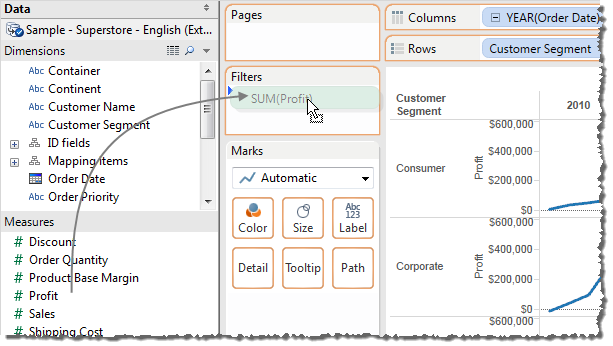 Data
Sample - Superstore - English (Ext...
Dimensions
Abc Container
Abc Continent
Abc Customer Name
Abc Customer Segment
ID fields
Mapping items
Order Date
Abc Order Priority
Measures
# Discount
# Order Quantity
# Product Base Margin
# Profit
# Sales
# Shipping Cost
Pages
Filters
SUM(Profit)
Marks
Automatic
Color
Size
Abc
123
Label
Detail
Tooltip
Path
Columns
YEAR(Order Date)
Rows
Customer Segment
Customer
Segment
2010
Consumer
Profit
$600,000
$400,000
$200,000
$0
Corporate
Profit
$600,000
$400,000
$200,000
$0
$600,000